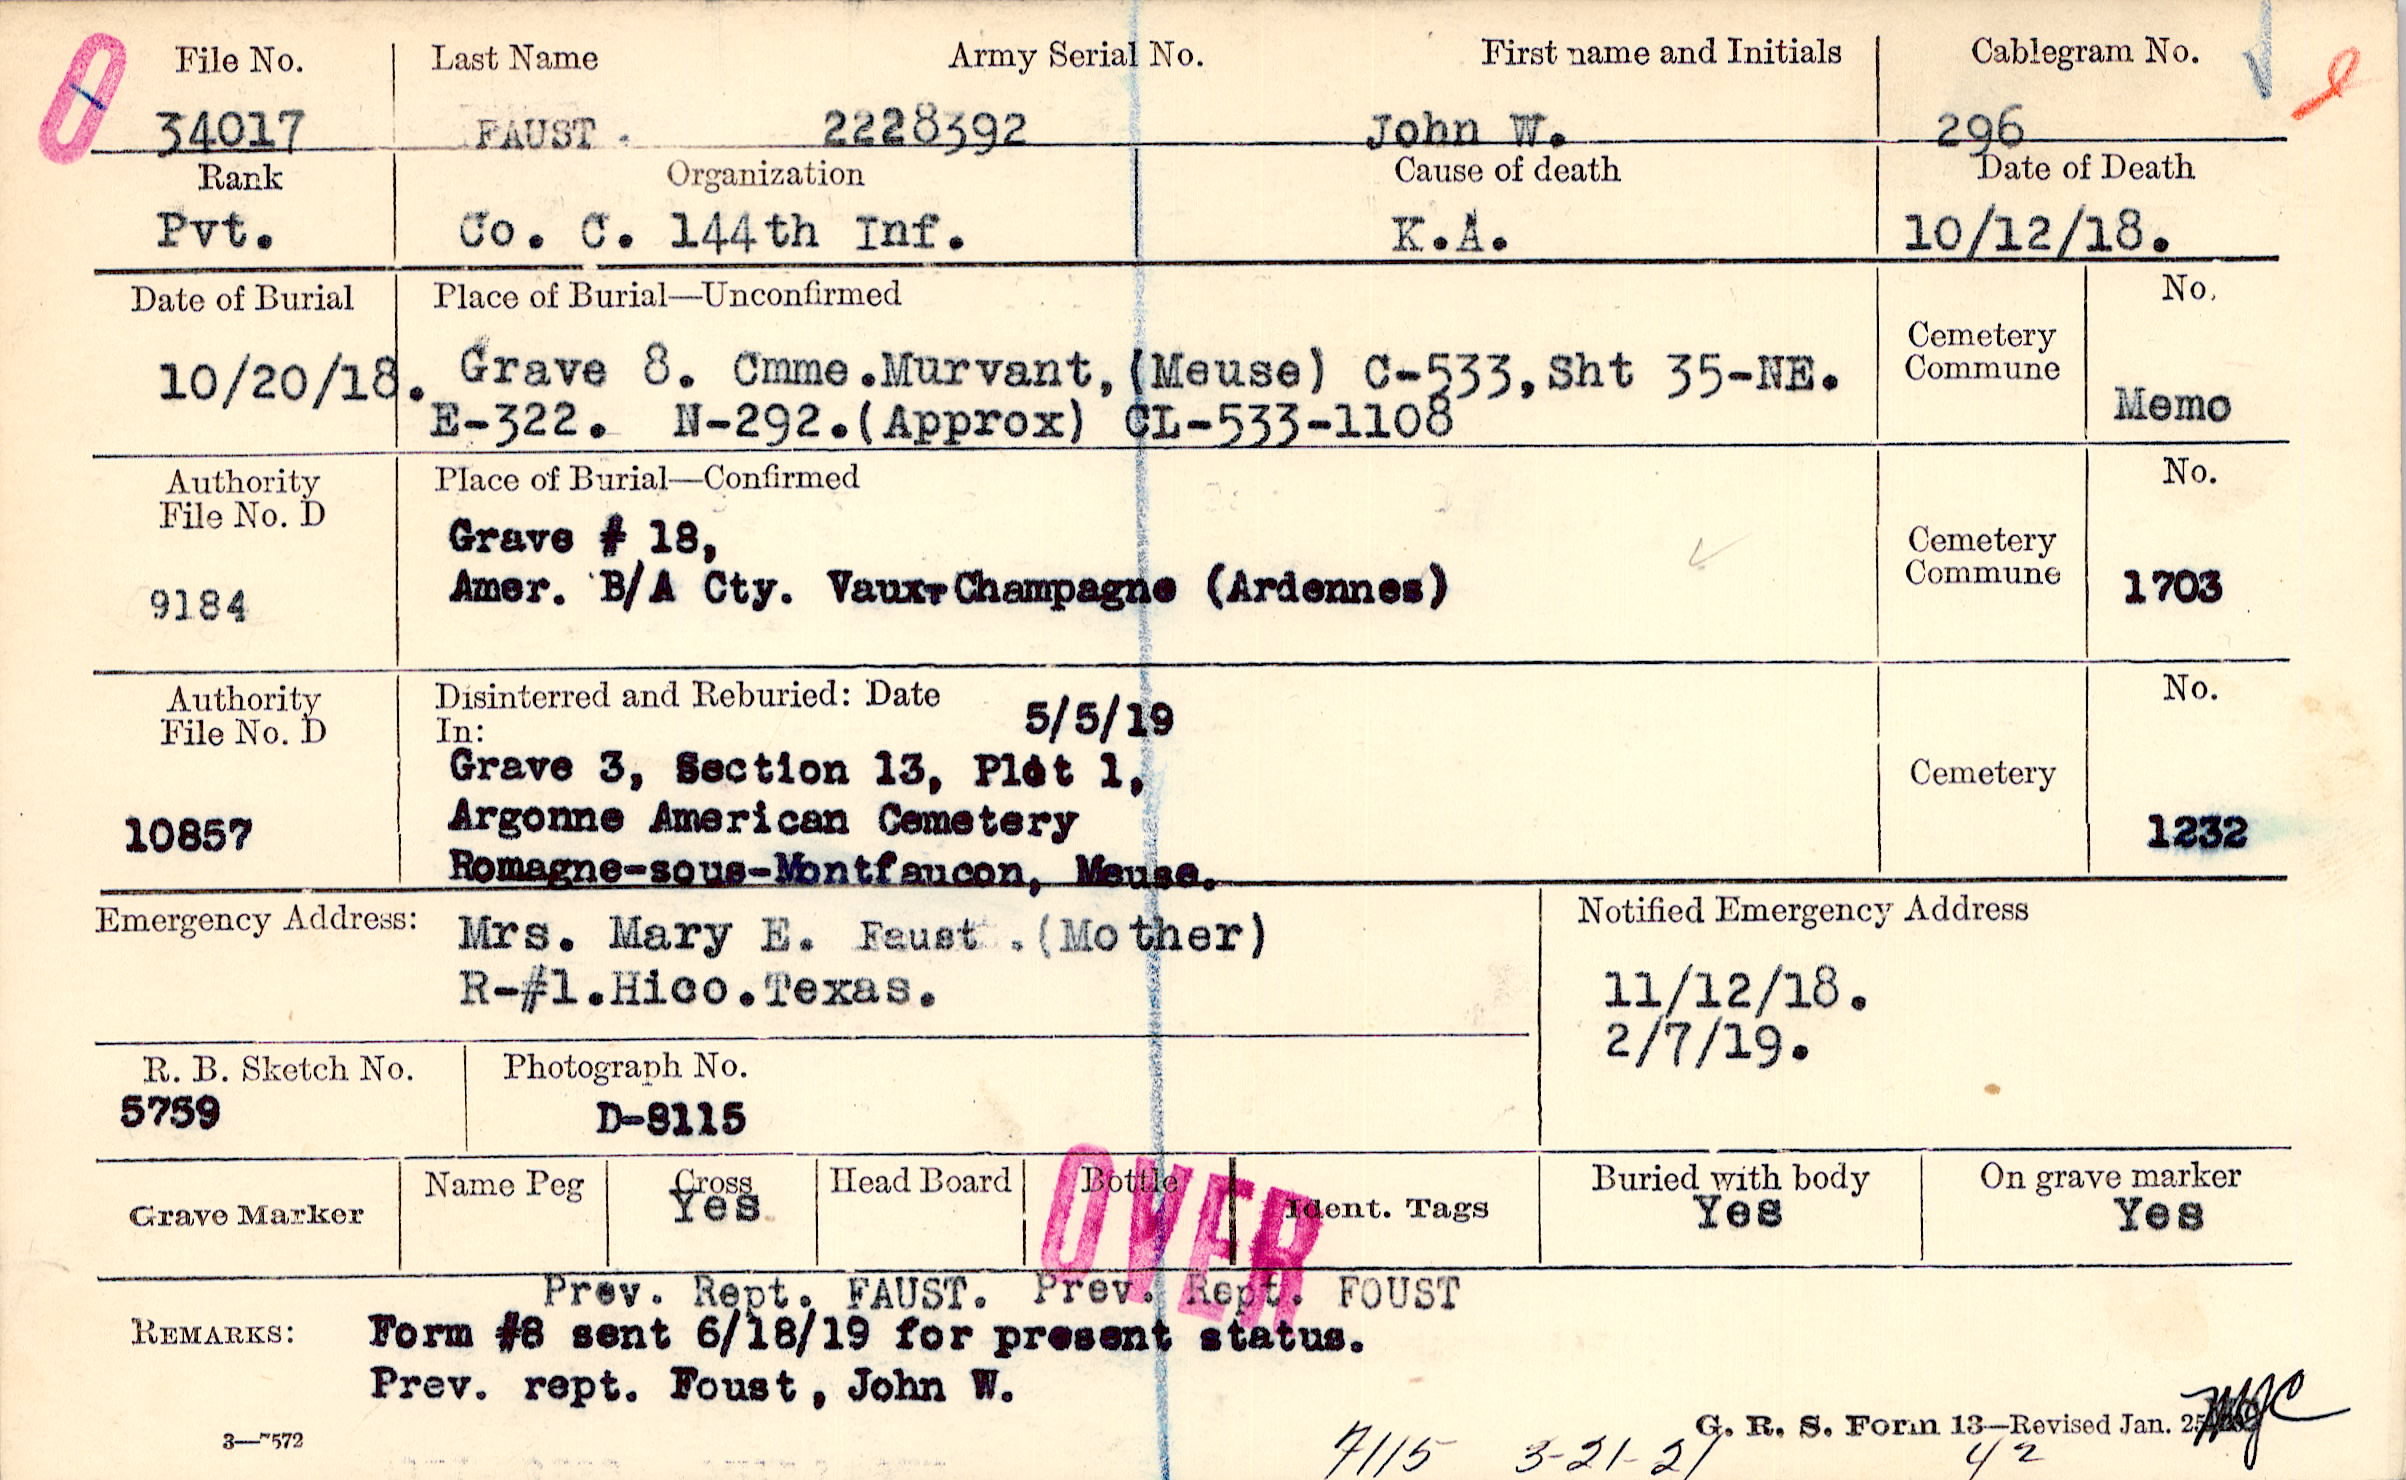 File No. Last Name Army Serial No. First name and Initials Cablegram No.
34017 FAUST. 2228392 John W. 296
Rank Organization Cause of death Date of Death
Pvt. Co. C. 144th Inf. K.A. 10/12/18.
Date of Burial Place of Burial—Unconfirmed Cemetery Commune No.
10/20/18. Grave 8. Cmme.Murvant,(Meuse) C-533,Sht 35-NE. Memo
E-322. N-292.(Approx) CL-533-1108
Authority File No. D Place of Burial—Confirmed Cemetery Commune No.
Grave # 18,
9184 Amer. B/A Cty. Vaux-Champagne (Ardennes) 1703
Authority File No. D Disinterred and Reburied: Date 5/5/19 No.
In:
Grave 3, Section 13, Plot 1, Cemetery
10857 Argonne American Cemetery 1232
Romagne-sous-Montfaucon, Meuse.
Emergency Address: Mrs. Mary E. Faust .(Mother) Notified Emergency Address
R-#1.Hico.Texas. 11/12/18.
2/7/19.
R. B. Sketch No. Photograph No.
5759 D-8115
Grave Marker Name Peg Cross Head Board Bottle Ident. Tags Buried with body On grave marker
Yes Yes Yes
OVER
Prev. Rept. FAUST. Prev. Rept. FOUST
REMARKS: Form #8 sent 6/18/19 for present status.
Prev. rept. Foust, John W.
3—7572 G. R. S. Form 13—Revised Jan. 25
7115 3-21-21 42